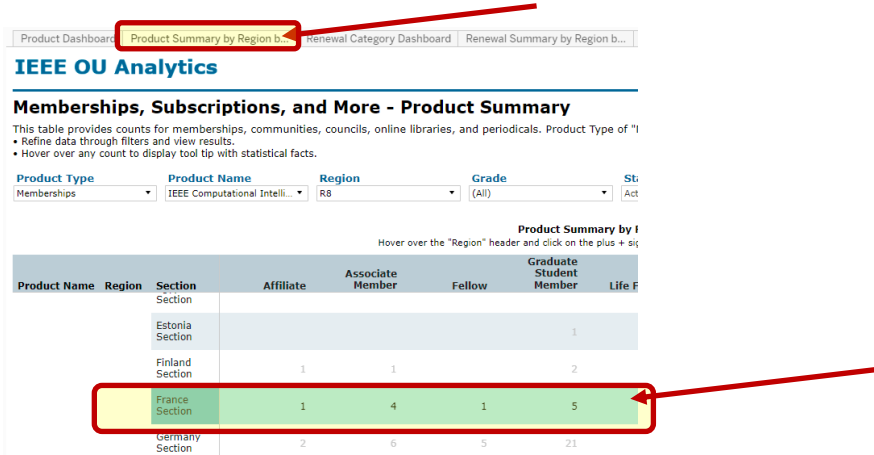 Product Dashboard Product Summary by Region b... Renewal Category Dashboard Renewal Summary by Region b...
IEEE OU Analytics
Memberships, Subscriptions, and More - Product Summary
This table provides counts for memberships, communities, councils, online libraries, and periodicals. Product Type of "I
• Refine data through filters and view results.
• Hover over any count to display tool tip with statistical facts.
Product Type Product Name Region Grade Sta
Memberships IEEE Computational Intelli... R8 (All) Act
Product Summary by R
Hover over the "Region" header and click on the plus + sig
Graduate
Associate Student
Product Name Region Section Affiliate Member Fellow Member Life F
Section
Estonia
Section 1
Finland
Section 1 1 2
France
Section 1 4 1 5
Germany
Section 2 6 5 21